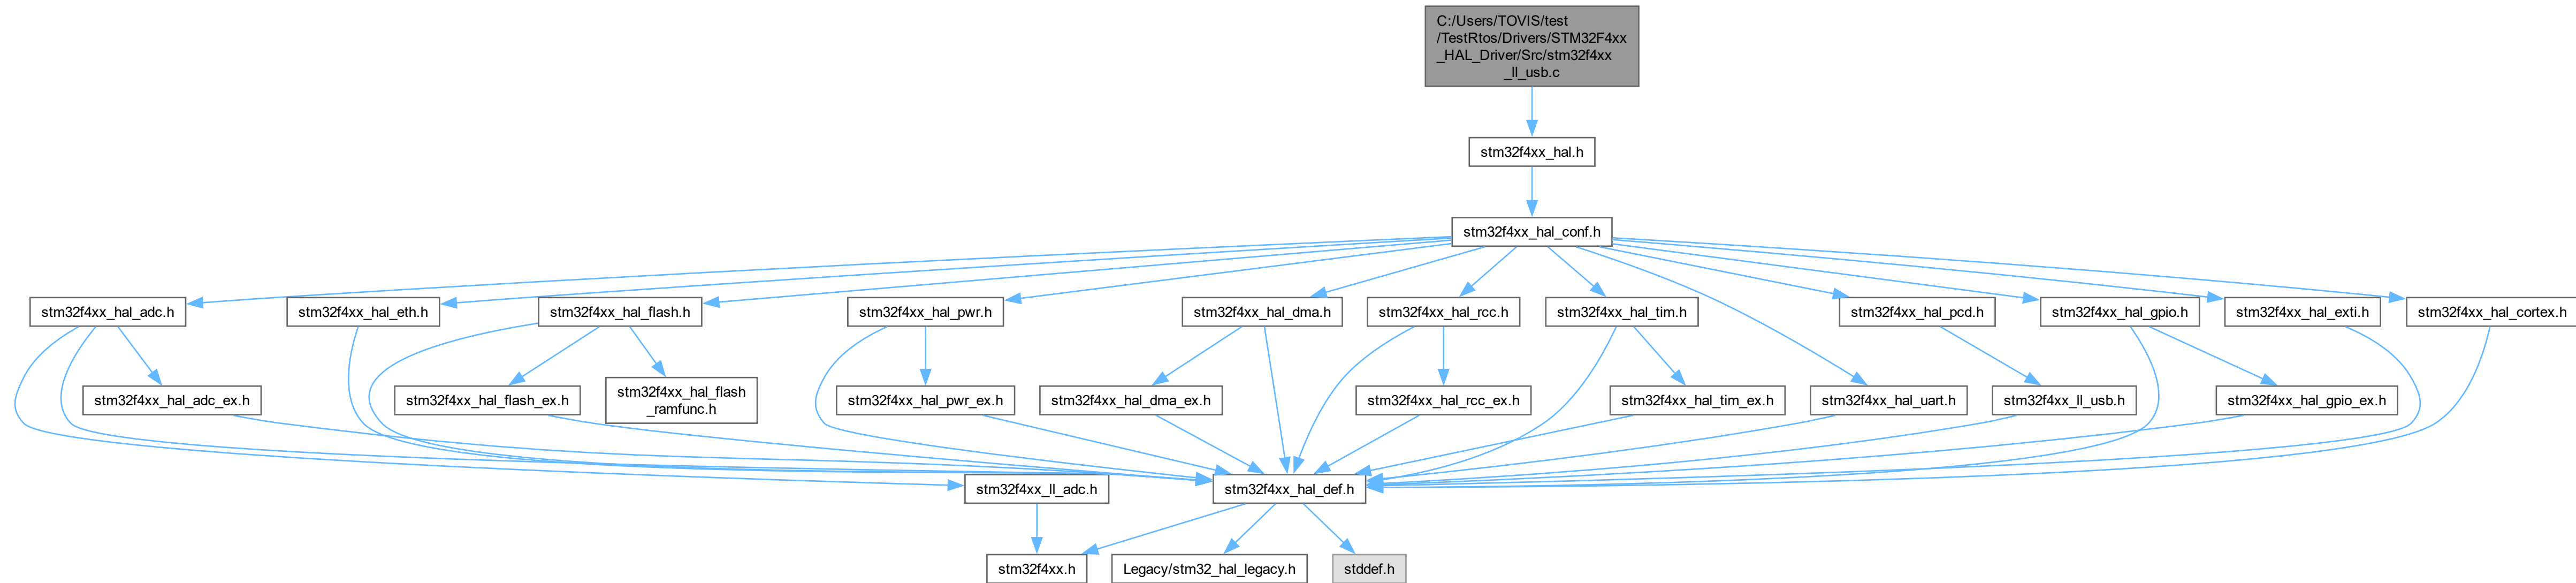 C:/Users/TOVIS/test
/TestRtos/Drivers/STM32F4xx
_HAL_Driver/Src/stm32f4xx
_ll_usb.c
stm32f4xx_hal.h
stm32f4xx_hal_conf.h
stm32f4xx_hal_adc.h
stm32f4xx_hal_eth.h
stm32f4xx_hal_flash.h
stm32f4xx_hal_pwr.h
stm32f4xx_hal_dma.h
stm32f4xx_hal_rcc.h
stm32f4xx_hal_tim.h
stm32f4xx_hal_pcd.h
stm32f4xx_hal_gpio.h
stm32f4xx_hal_exti.h
stm32f4xx_hal_cortex.h
stm32f4xx_hal_adc_ex.h
stm32f4xx_hal_flash_ex.h
stm32f4xx_hal_flash
_ramfunc.h
stm32f4xx_hal_pwr_ex.h
stm32f4xx_hal_dma_ex.h
stm32f4xx_hal_rcc_ex.h
stm32f4xx_hal_tim_ex.h
stm32f4xx_hal_uart.h
stm32f4xx_ll_usb.h
stm32f4xx_hal_gpio_ex.h
stm32f4xx_ll_adc.h
stm32f4xx_hal_def.h
stm32f4xx.h
Legacy/stm32_hal_legacy.h
stddef.h